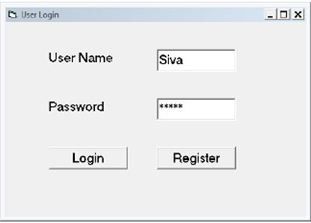 User Login
User Name Siva
Password *****
Login Register